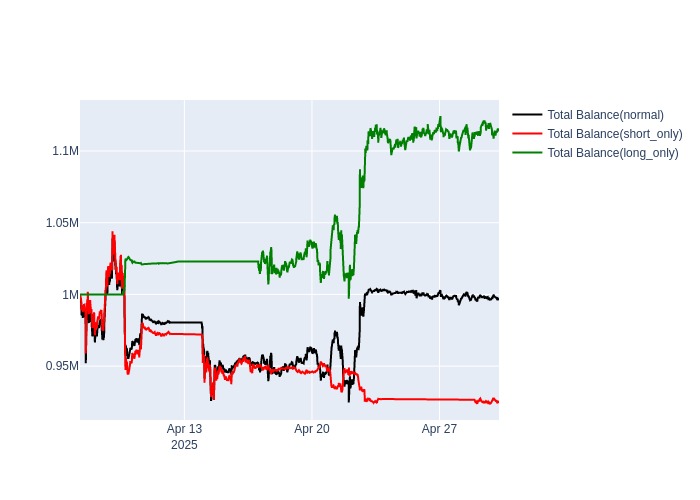 Total Balance(normal)
Total Balance(short_only)
Total Balance(long_only)
1.1M
1.05M
1M
0.95M
Apr 13
2025
Apr 20
Apr 27